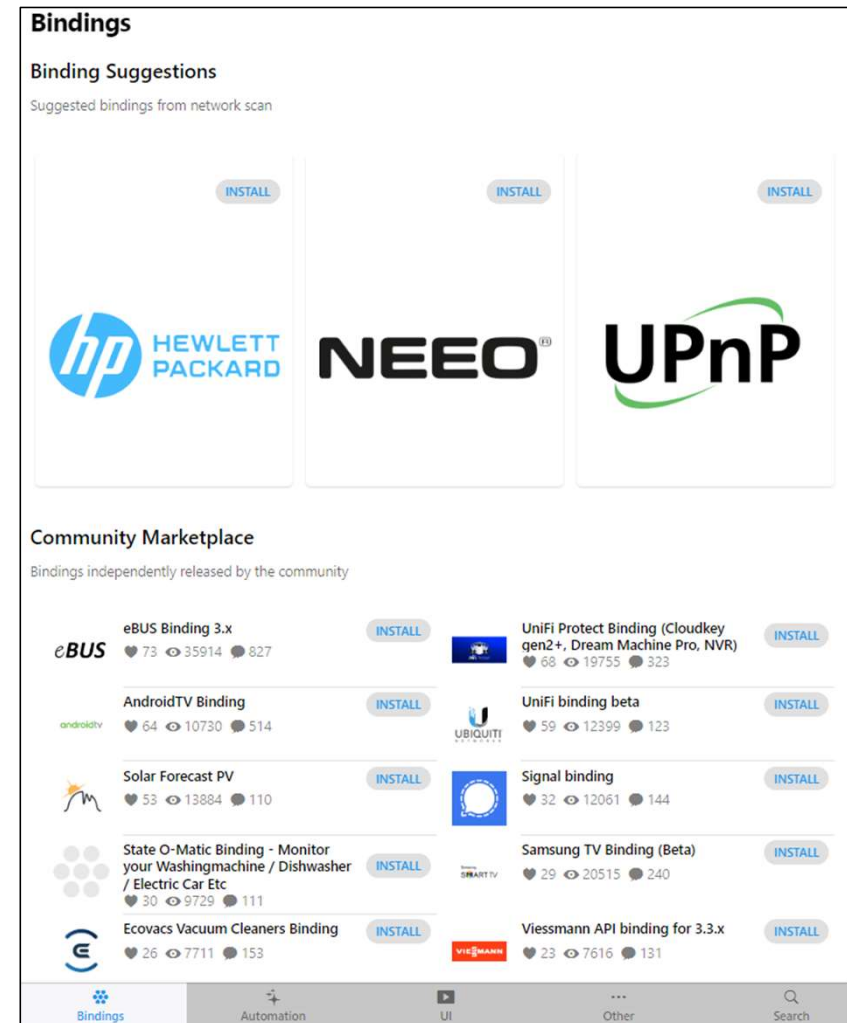 Bindings
Binding Suggestions
Suggested bindings from network scan
INSTALL
INSTALL
INSTALL
hp HEWLETT
PACKARD
NEEO®
UPnP
Community Marketplace
Bindings independently released by the community
eBUS
eBUS Binding 3.x
73 35914 827
INSTALL
UniFi Protect Binding (Cloudkey
gen2+, Dream Machine Pro, NVR)
68 19755 323
INSTALL
androidtv
AndroidTV Binding
64 10730 514
INSTALL
UBIQUITI
NETWORKS
UniFi binding beta
59 12399 123
INSTALL
Solar Forecast PV
53 13884 110
INSTALL
Signal binding
32 12061 144
INSTALL
State O-Matic Binding - Monitor
your Washingmachine / Dishwasher
/ Electric Car Etc
30 9729 111
INSTALL
SMART TV
Samsung TV Binding (Beta)
29 20515 240
INSTALL
Ecovacs Vacuum Cleaners Binding
26 7711 153
INSTALL
VIESSMANN
Viessmann API binding for 3.3.x
23 7616 131
INSTALL
Bindings
Automation
UI
Other
Search